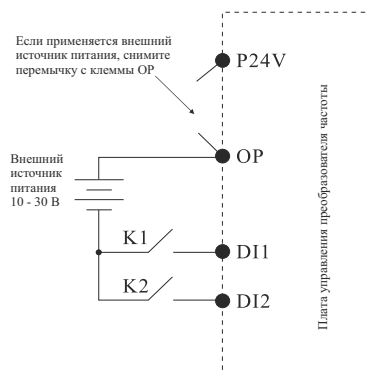 Если применяется внешний
источник питания, снимите
перемычку с клеммы OP
P24V
OP
Внешний
источник
питания
10 - 30 В
K1
DI1
K2
DI2
Плата управления преобразователя частоты